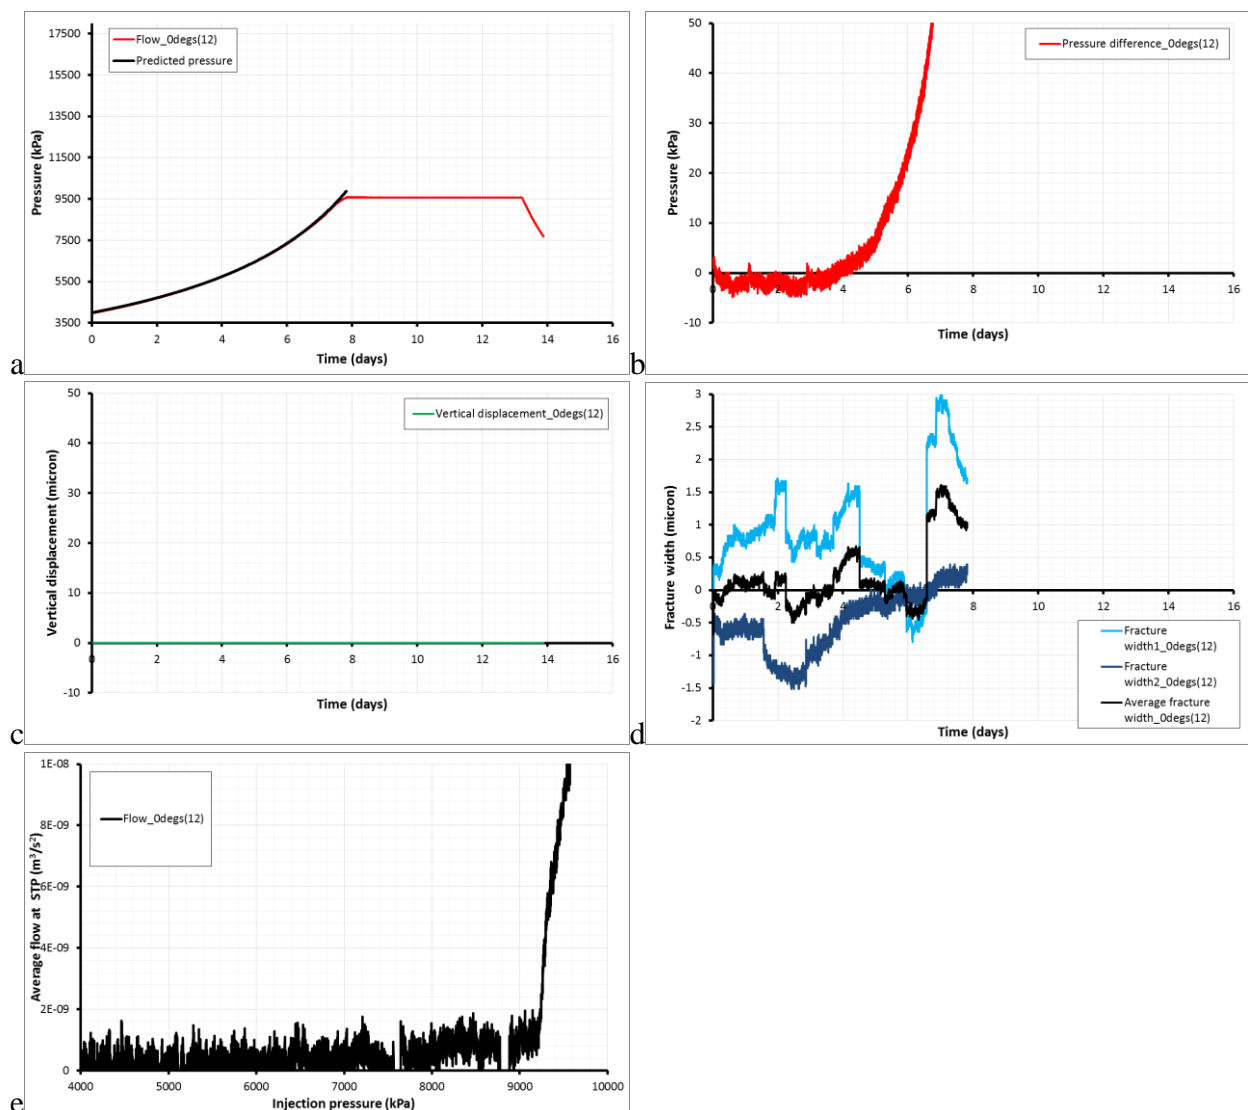 17500
15500
13500
11500
9500
7500
5500
3500
Pressure (kPa)
Flow_0degs(12)
Predicted pressure
0 2 4 6 8 10 12 14 16
Time (days)
a
50
40
30
20
10
0
-10
Pressure (kPa)
Pressure difference_0degs(12)
0 2 4 6 8 10 12 14 16
Time (days)
b
50
40
30
20
10
0
-10
Vertical displacement (micron)
Vertical displacement_0degs(12)
0 2 4 6 8 10 12 14 16
Time (days)
c
3
2.5
2
1.5
1
0.5
0
-0.5
-1
-1.5
-2
Fracture width (micron)
0 2 4 6 8 10 12 14 16
Fracture
width1_0degs(12)
Fracture
width2_0degs(12)
Average fracture
width_0degs(12)
Time (days)
d
1E-08
8E-09
6E-09
4E-09
2E-09
0
Average flow at STP (m³/s²)
Flow_0degs(12)
4000 5000 6000 7000 8000 9000 10000
Injection pressure (kPa)
e